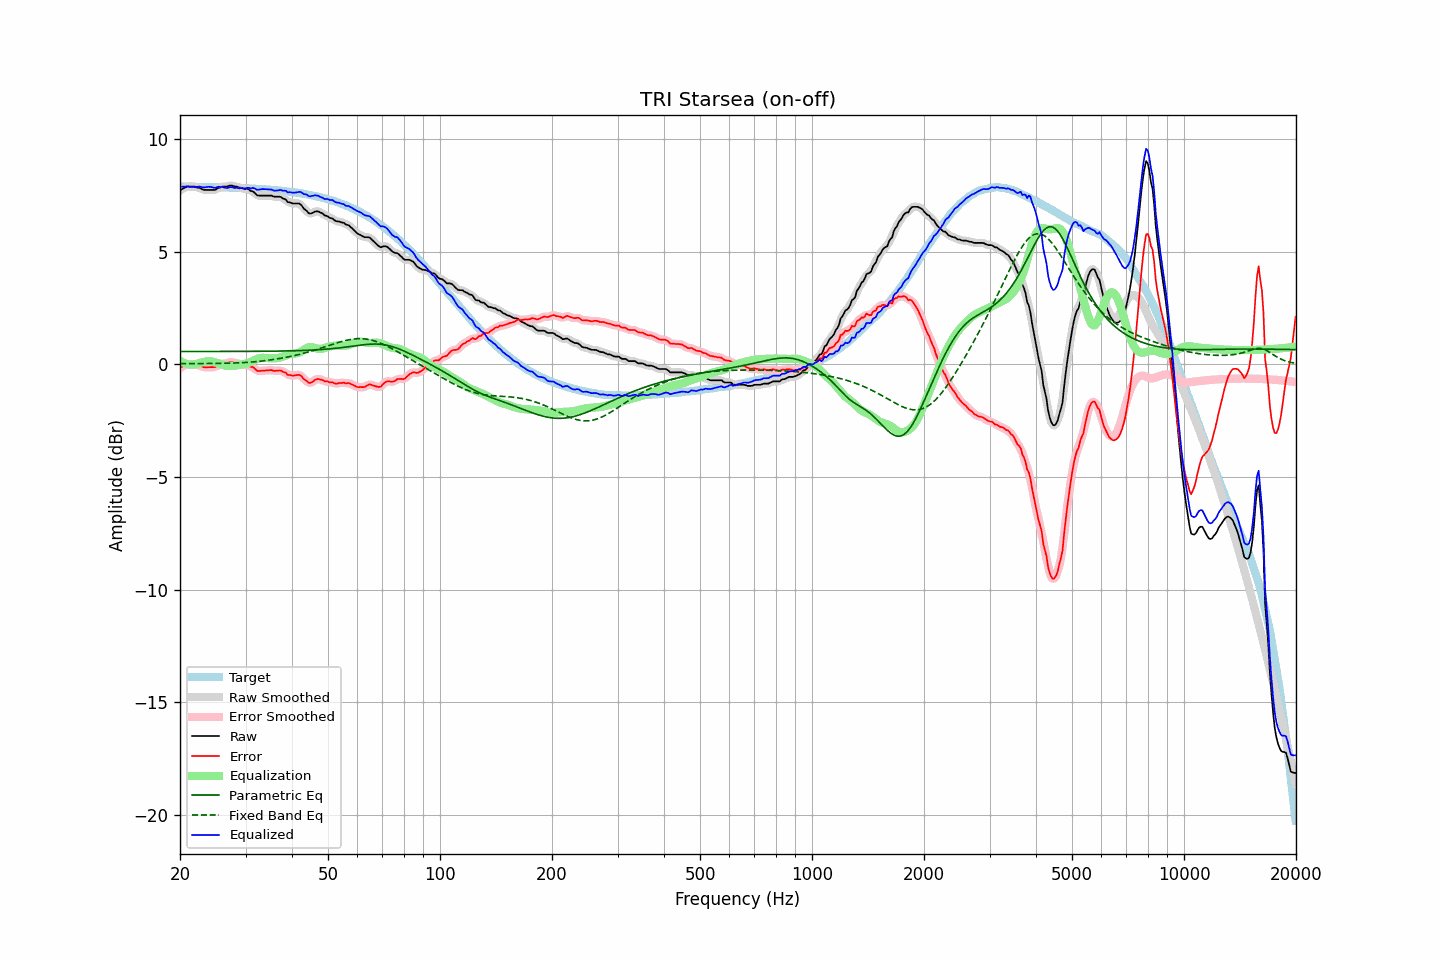 TRI Starsea (on-off)
10
5
0
−5
−10
−15
−20
Amplitude (dBr)
Target
Raw Smoothed
Error Smoothed
Raw
Error
Equalization
Parametric Eq
Fixed Band Eq
Equalized
20 50 100 200 500 1000 2000 5000 10000 20000
Frequency (Hz)